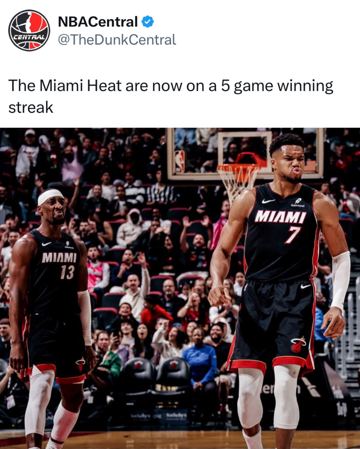 NBACentral
@TheDunkCentral
CENTRAL
The Miami Heat are now on a 5 game winning
streak
MIAMI
13
MIAMI
7